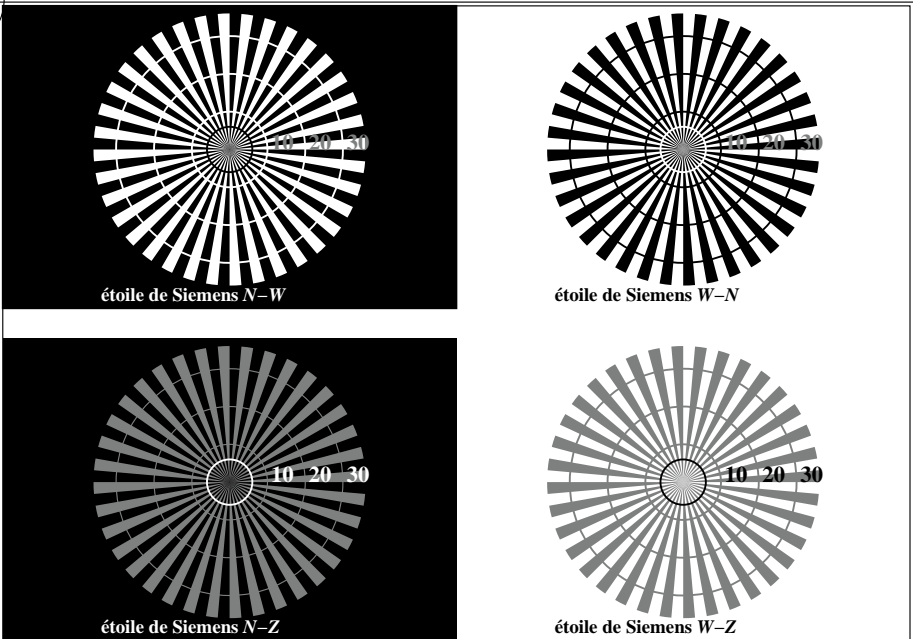 10 20 30
étoile de Siemens N–W
10 20 30
étoile de Siemens W–N
10 20 30
étoile de Siemens N–Z
10 20 30
étoile de Siemens W–Z